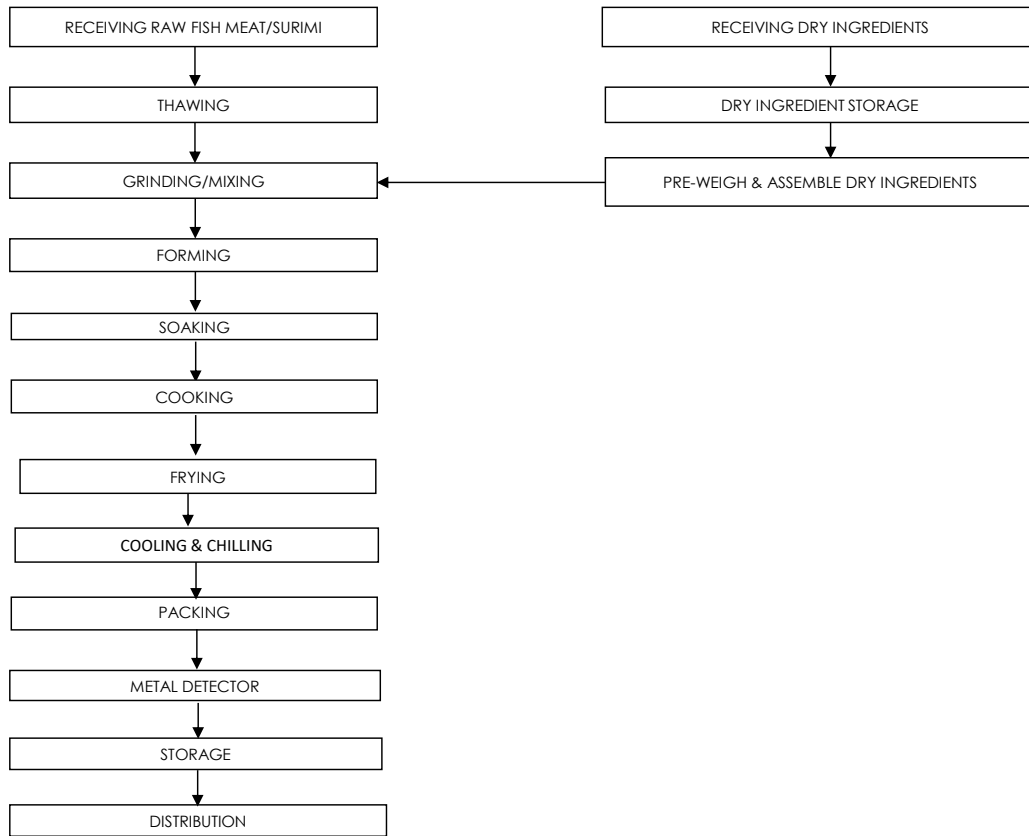 RECEIVING RAW FISH MEAT/SURIMI
RECEIVING DRY INGREDIENTS
THAWING
DRY INGREDIENT STORAGE
GRINDING/MIXING
PRE-WEIGH & ASSEMBLE DRY INGREDIENTS
FORMING
SOAKING
COOKING
FRYING
COOLING & CHILLING
PACKING
METAL DETECTOR
STORAGE
DISTRIBUTION